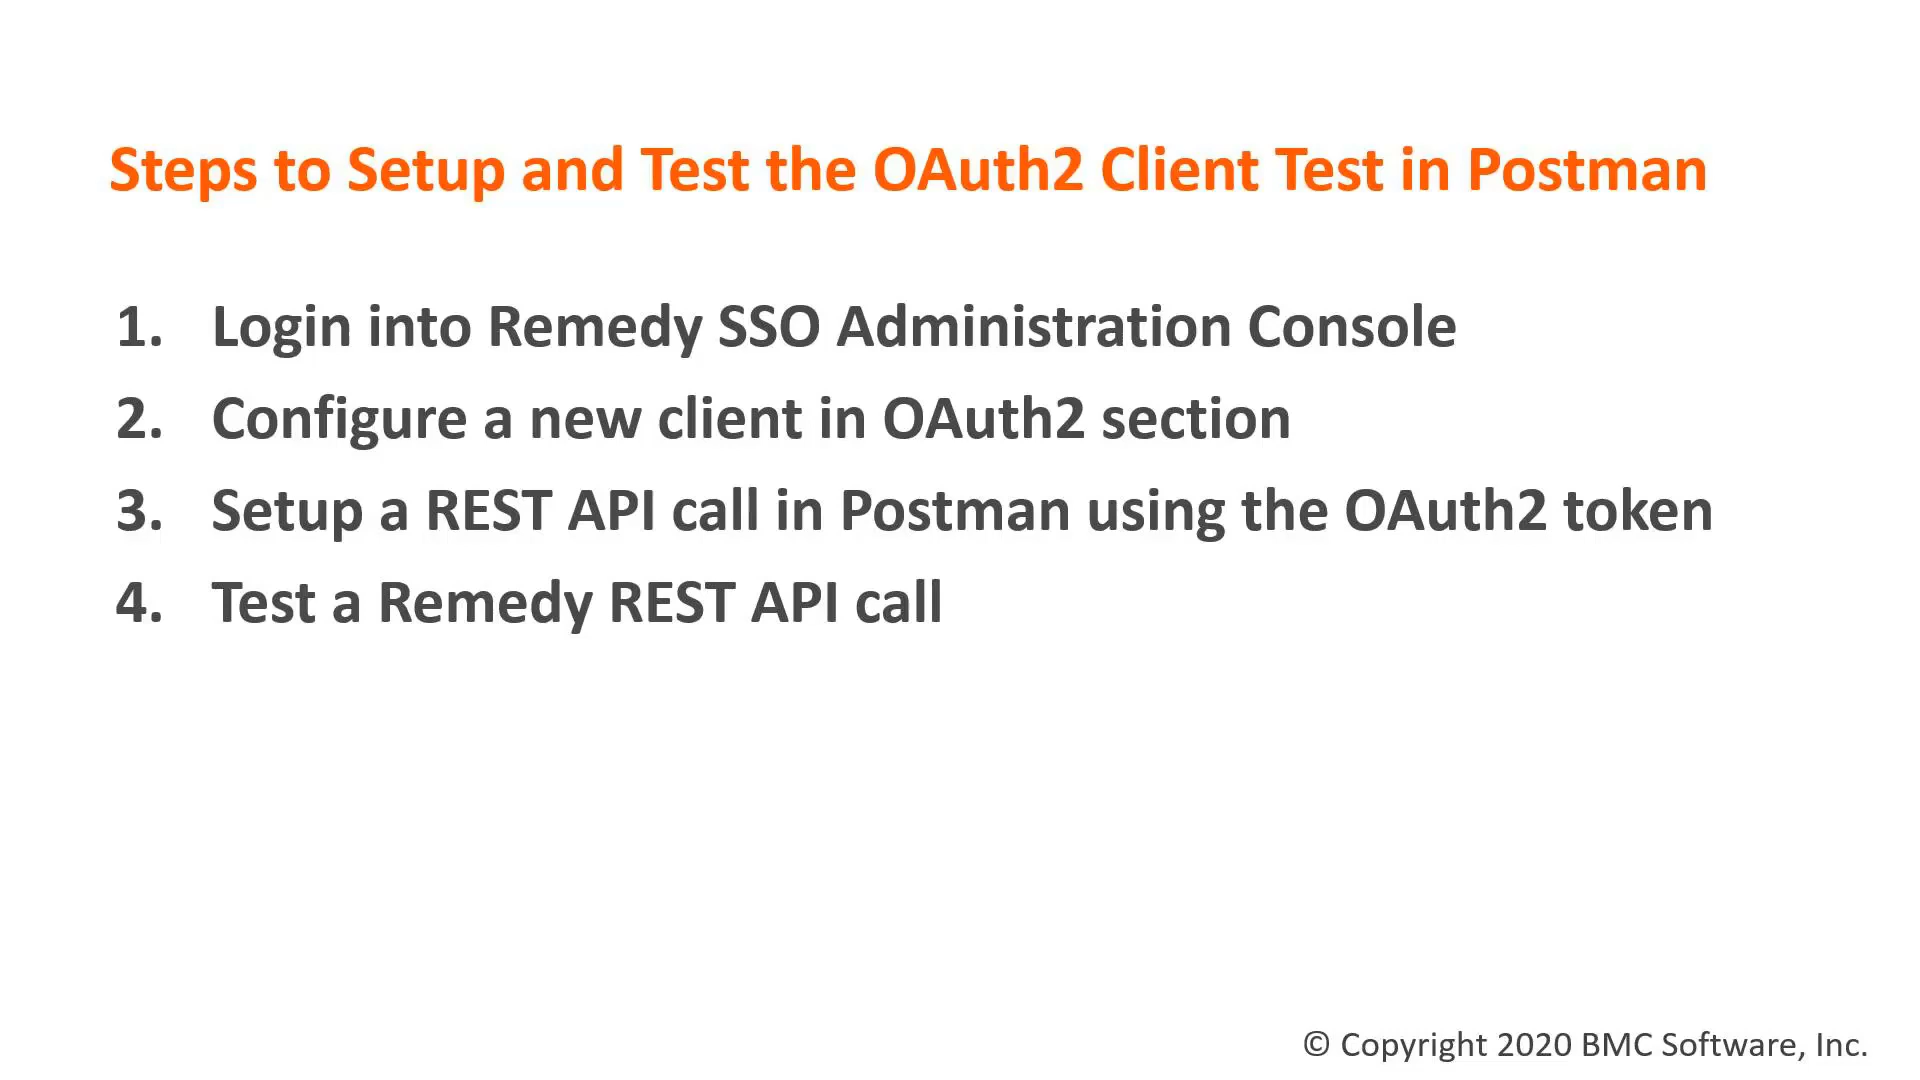 Steps to Setup and Test the OAuth2 Client Test in Postman
1. Login into Remedy SSO Administration Console
2. Configure a new client in OAuth2 section
3. Setup a REST API call in Postman using the OAuth2 token
4. Test a Remedy REST API call
© Copyright 2020 BMC Software, Inc.